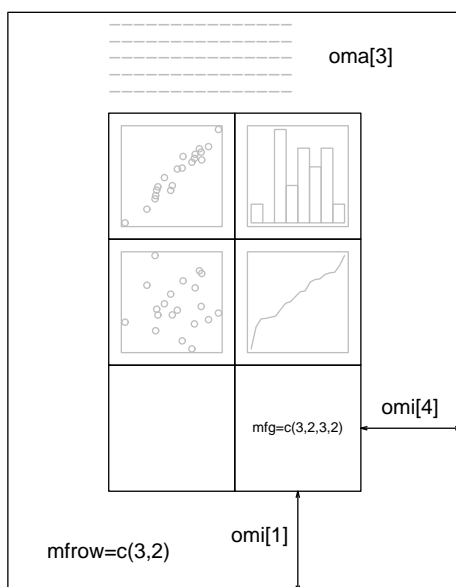 oma[3]
omi[4]
mfg=c(3,2,3,2)
omi[1]
mfrow=c(3,2)